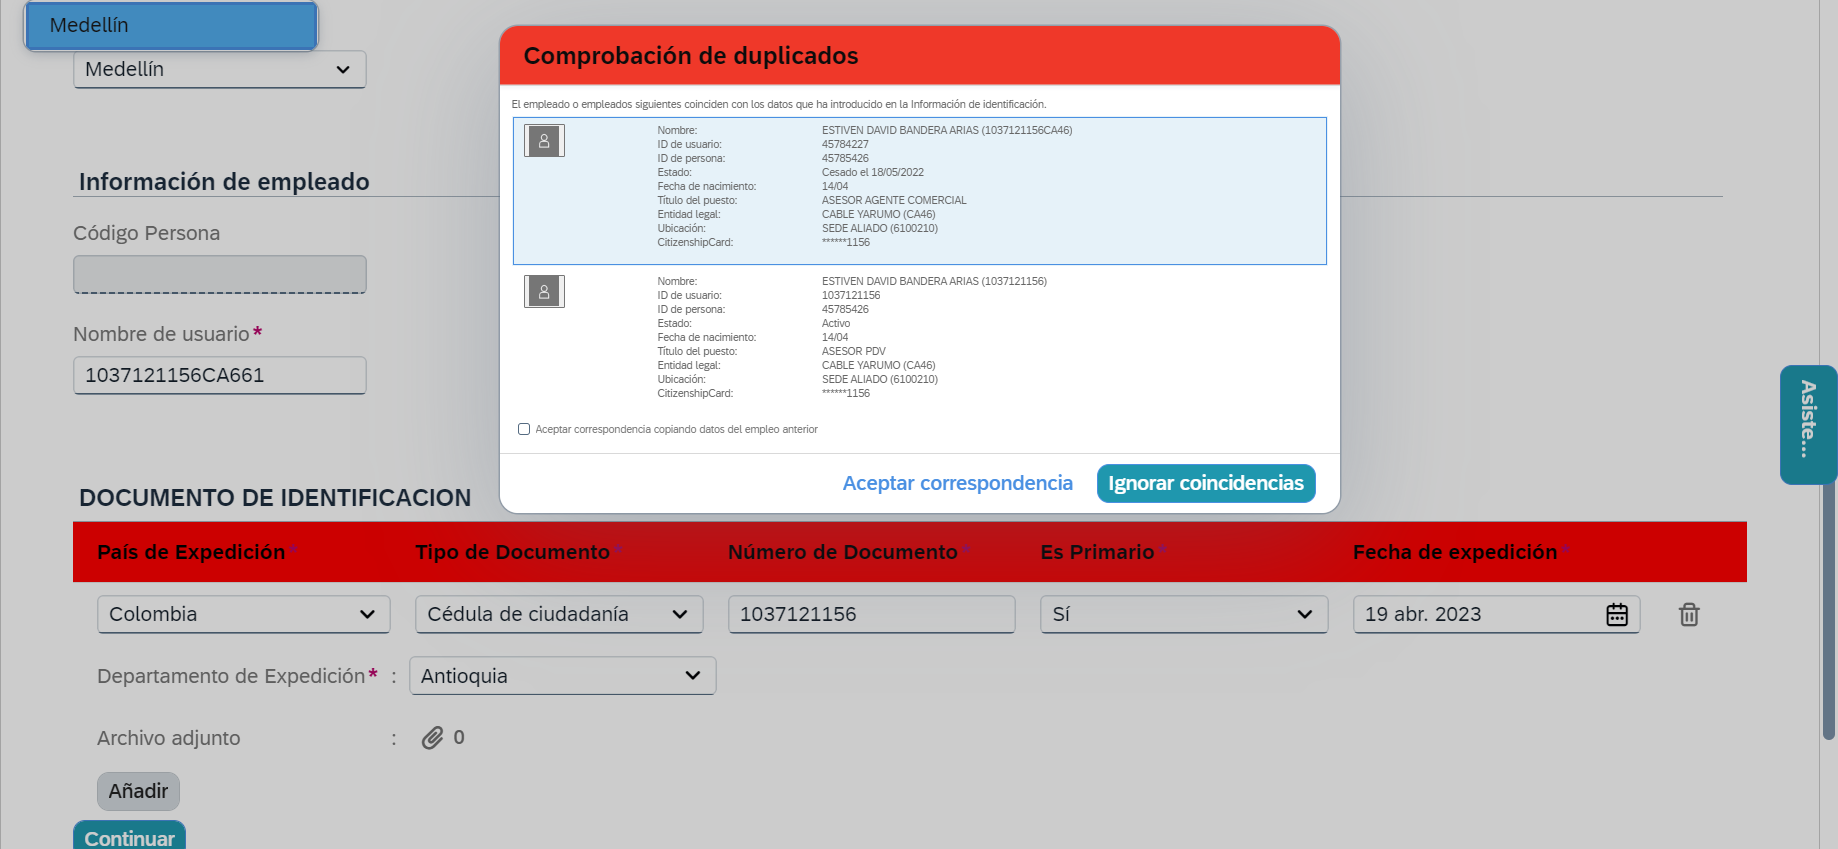 Medellín
Medellín
Información de empleado
Código Persona
Nombre de usuario*
1037121156CA661
Comprobación de duplicados
El empleado o empleados siguientes coinciden con los datos que ha introducido en la Información de identificación.
Nombre: ESTIVEN DAVID BANDERA ARIAS (1037121156CA46)
ID de usuario: 45784227
ID de persona: 45785426
Estado: Cesado el 18/05/2022
Fecha de nacimiento: 14/04
Título del puesto: ASESOR AGENTE COMERCIAL
Entidad legal: CABLE YARUMO (CA46)
Ubicación: SEDE ALIADO (6100210)
CitizenshipCard: ******1156
Nombre: ESTIVEN DAVID BANDERA ARIAS (1037121156)
ID de usuario: 1037121156
ID de persona: 45785426
Estado: Activo
Fecha de nacimiento: 14/04
Título del puesto: ASESOR PDV
Entidad legal: CABLE YARUMO (CA46)
Ubicación: SEDE ALIADO (6100210)
CitizenshipCard: ******1156
Aceptar correspondencia copiando datos del empleo anterior
Aceptar correspondencia Ignorar coincidencias
Asiste...
DOCUMENTO DE IDENTIFICACION
País de Expedición* Tipo de Documento* Número de Documento* Es Primario* Fecha de expedición*
Colombia Cédula de ciudadanía 1037121156 Sí 19 abr. 2023
Departamento de Expedición* : Antioquia
Archivo adjunto : 0
Añadir
Continuar